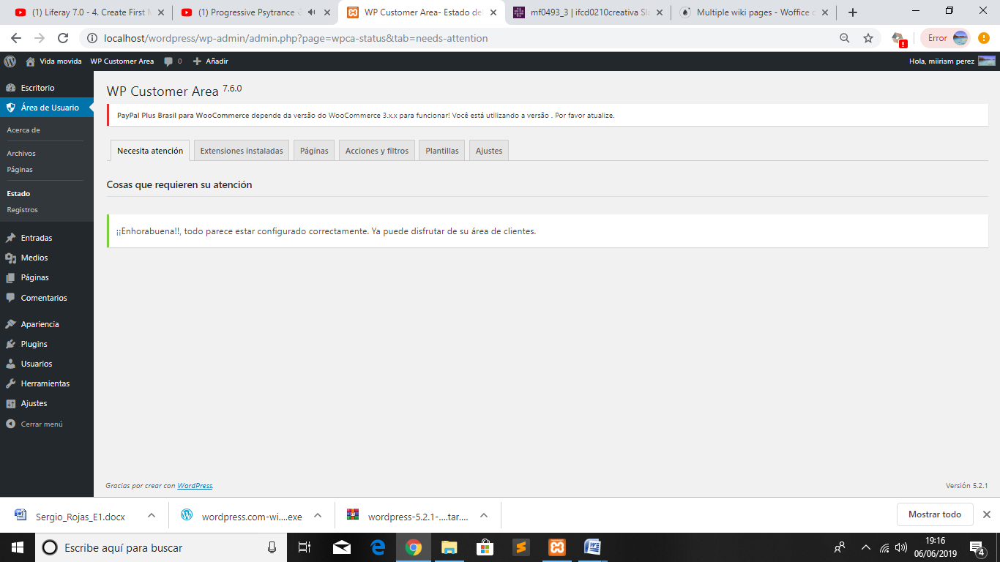 (1) Liferay 7.0 - 4. Create First
(1) Progressive Psytrance
WP Customer Area- Estado de
mf0493_3 | ifcd0210creativa Sla
Multiple wiki pages - Woffice
localhost/wordpress/wp-admin/admin.php?page=wpca-status&tab=needs-attention
Error
Vida movida
WP Customer Area
0
Añadir
Hola, miiriam perez
Escritorio
Área de Usuario
Acerca de
Archivos
Páginas
Estado
Registros
Entradas
Medios
Páginas
Comentarios
Apariencia
Plugins
Usuarios
Herramientas
Ajustes
Cerrar menú
WP Customer Area 7.6.0
PayPal Plus Brasil para WooCommerce depende da versão do WooCommerce 3.x.x para funcionar! Você está utilizando a versão . Por favor atualize.
Necesita atención
Extensiones instaladas
Páginas
Acciones y filtros
Plantillas
Ajustes
Cosas que requieren su atención
¡¡Enhorabuena!!, todo parece estar configurado correctamente. Ya puede disfrutar de su área de clientes.
Gracias por crear con WordPress.
Versión 5.2.1
Sergio_Rojas_E1.docx
wordpress.com-wi....exe
wordpress-5.2.1-....tar....
Mostrar todo
Escribe aquí para buscar
19:16
06/06/2019
4